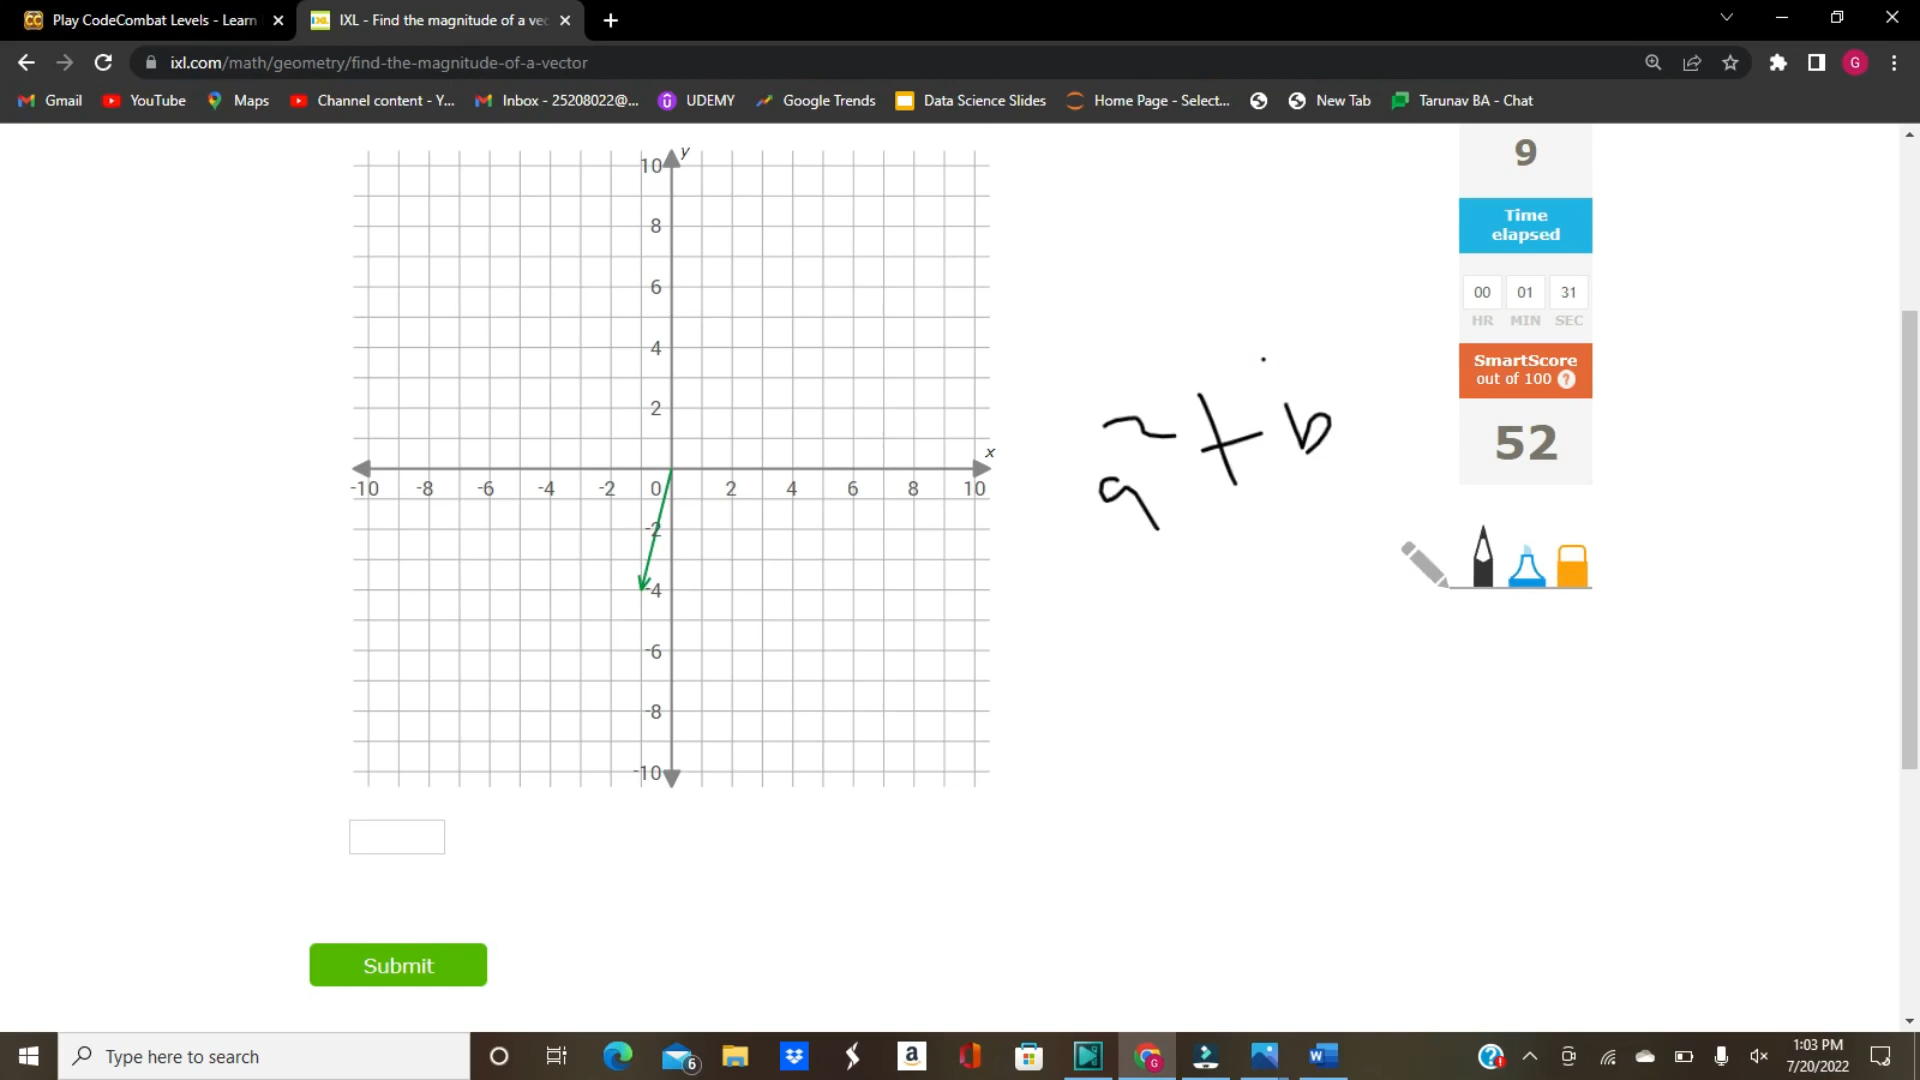 Play CodeCombat Levels - Learn
IXL - Find the magnitude of a vec
ixl.com/math/geometry/find-the-magnitude-of-a-vector
G
Gmail
YouTube
Maps
Channel content - Y...
Inbox - 25208022@...
UDEMY
Google Trends
Data Science Slides
Home Page - Select...
New Tab
Tarunav BA - Chat
y
10
8
6
4
2
x
-10 -8 -6 -4 -2 0 2 4 6 8 10
-2
-4
-6
-8
-10
+ b
9
Time
elapsed
00 01 31
HR MIN SEC
SmartScore
out of 100 ?
52
Submit
Type here to search
6
1:03 PM
7/20/2022